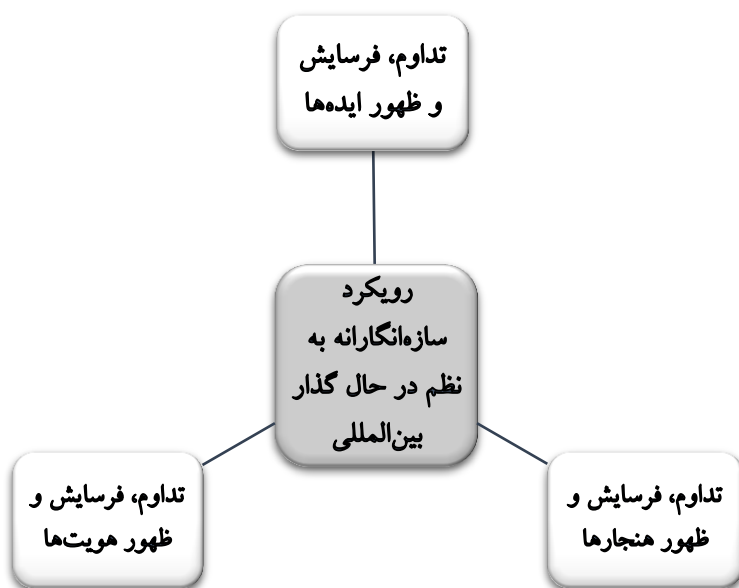 تداوم، فرسایش
و ظهور ایده‌ها
رویکرد
سازه‌انگارانه به
نظم در حال گذار
بین‌المللی
تداوم، فرسایش و
ظهور هنجارها
تداوم، فرسایش و
ظهور هویت‌ها